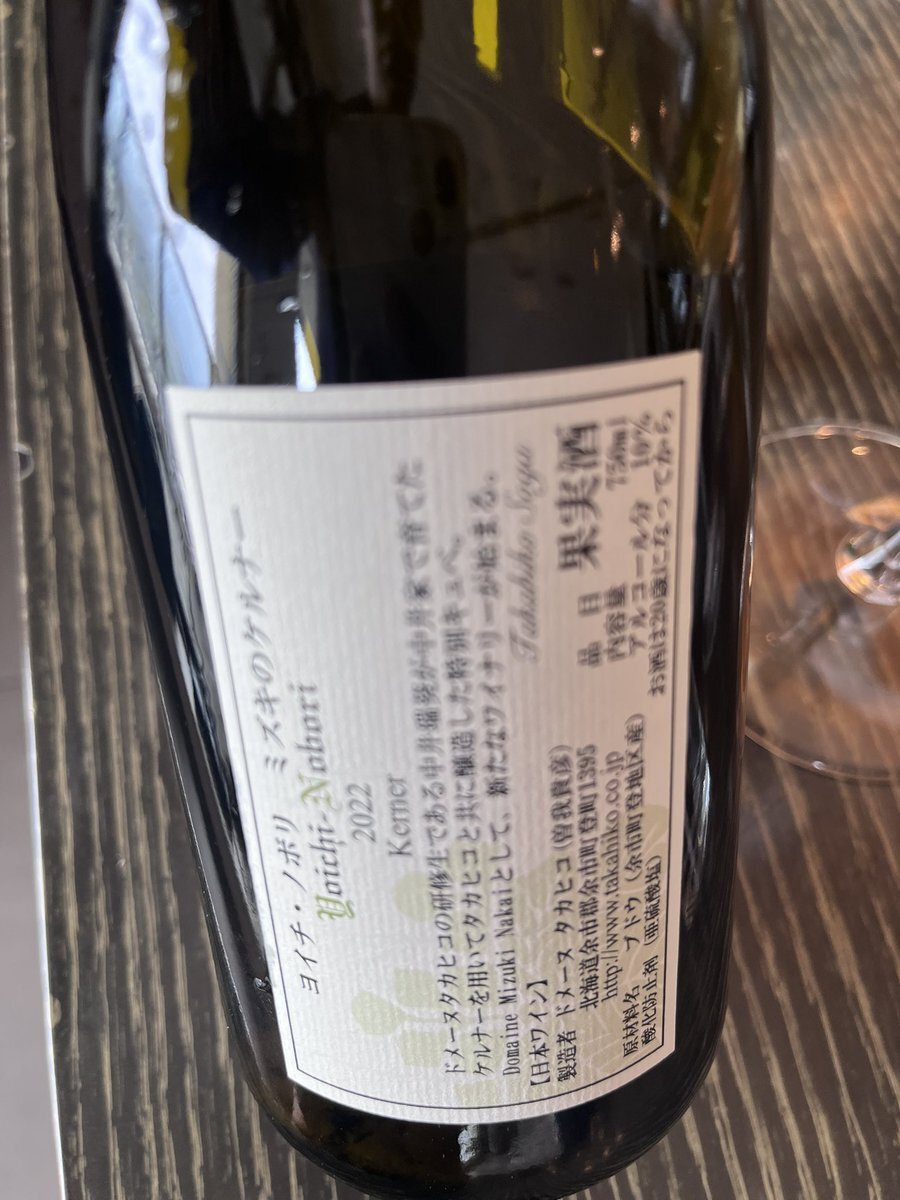 ヨイチ・ノボリ ミズキのケルナー
Yoichi-Nobori
2022
Kerner
ドメーヌタカヒコの研修生である中井瑞葵が中井家で育てた
ケルナーを用いてタカヒコと共に醸造した特別キュベ。
Domaine Mizuki Nakaiとして、新たなワイナリーが始まる。
Takahiko Soga
【日本ワイン】
製造者 ドメーヌ タカヒコ (曽我貴彦)
北海道余市郡余市町登町1395
http://www.takahiko.co.jp
原材料名 ブドウ (余市町登地区産)
酸化防止剤 (亜硫酸塩)
品目 果実酒
内容量 750ml
アルコール分 10%
お酒は20歳になってから